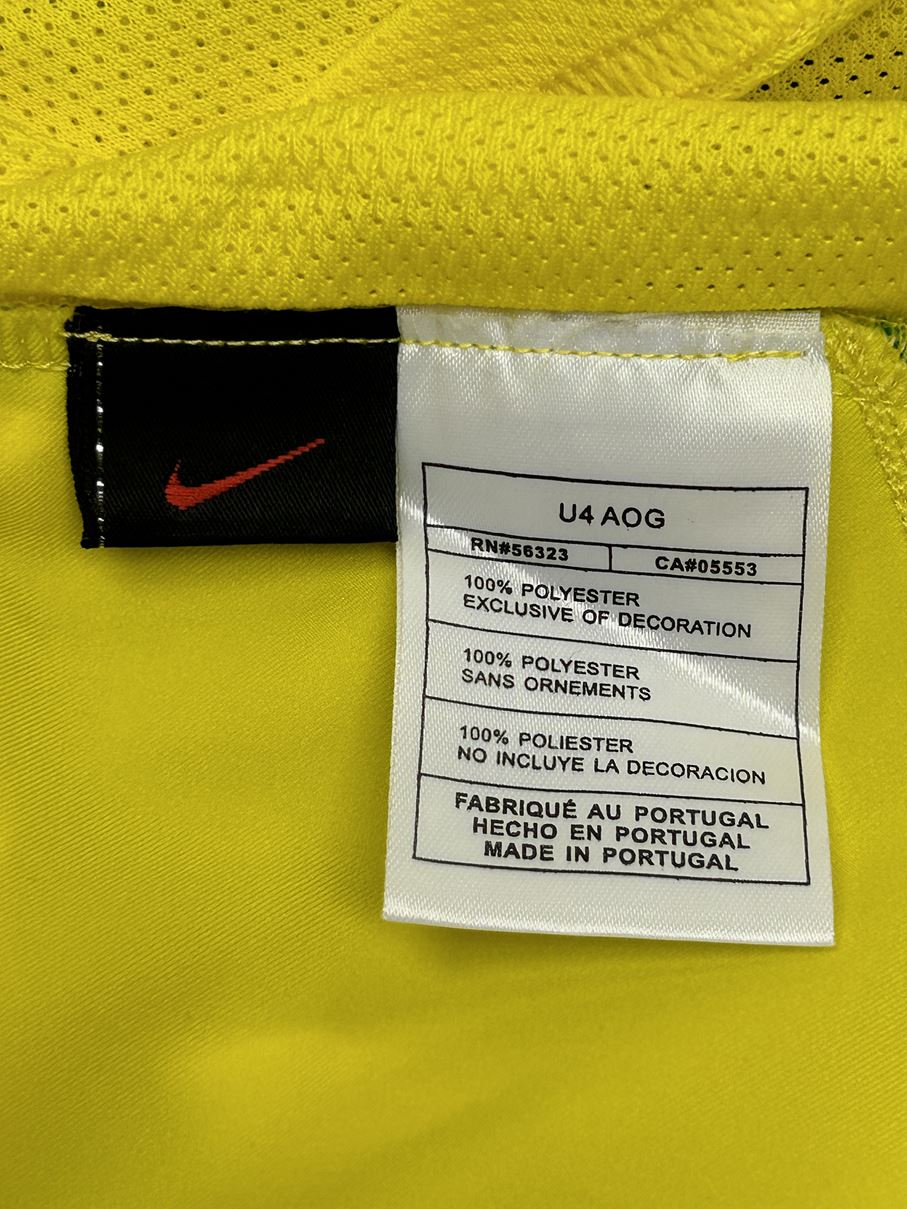 U4 AOG
RN#56323 CA#05553
100% POLYESTER
EXCLUSIVE OF DECORATION
100% POLYESTER
SANS ORNEMENTS
100% POLIESTER
NO INCLUYE LA DECORACION
FABRIQUÉ AU PORTUGAL
HECHO EN PORTUGAL
MADE IN PORTUGAL